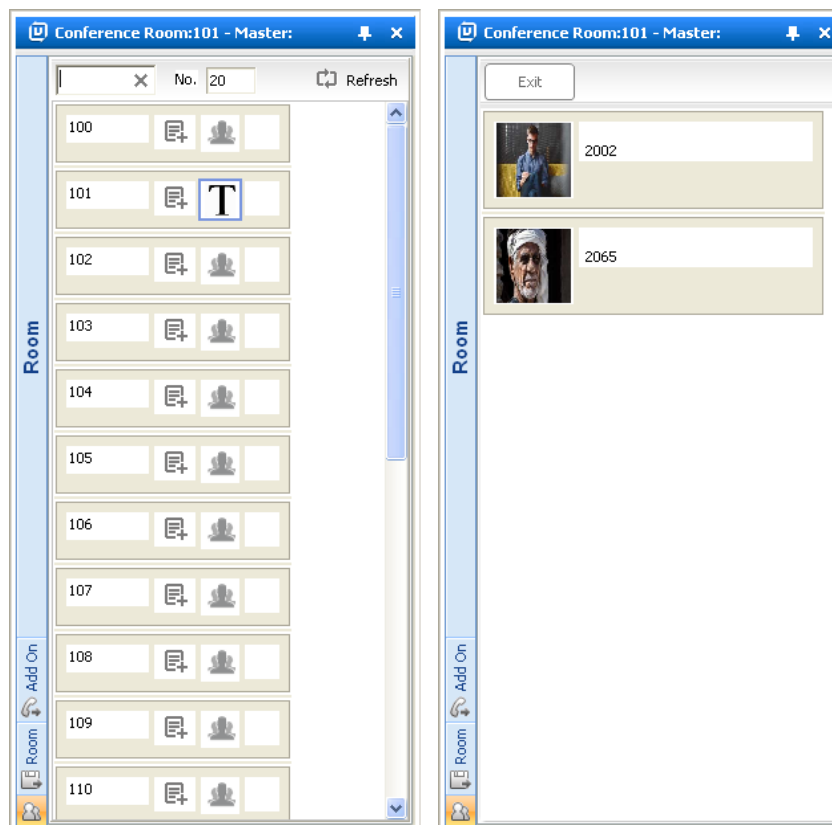 Conference Room:101 - Master:
No. 20 Refresh
100
101 T
102
103
104
105
106
107
108
109
110
Room
Add On
Room
Conference Room:101 - Master:
Exit
2002
2065
Room
Add On
Room